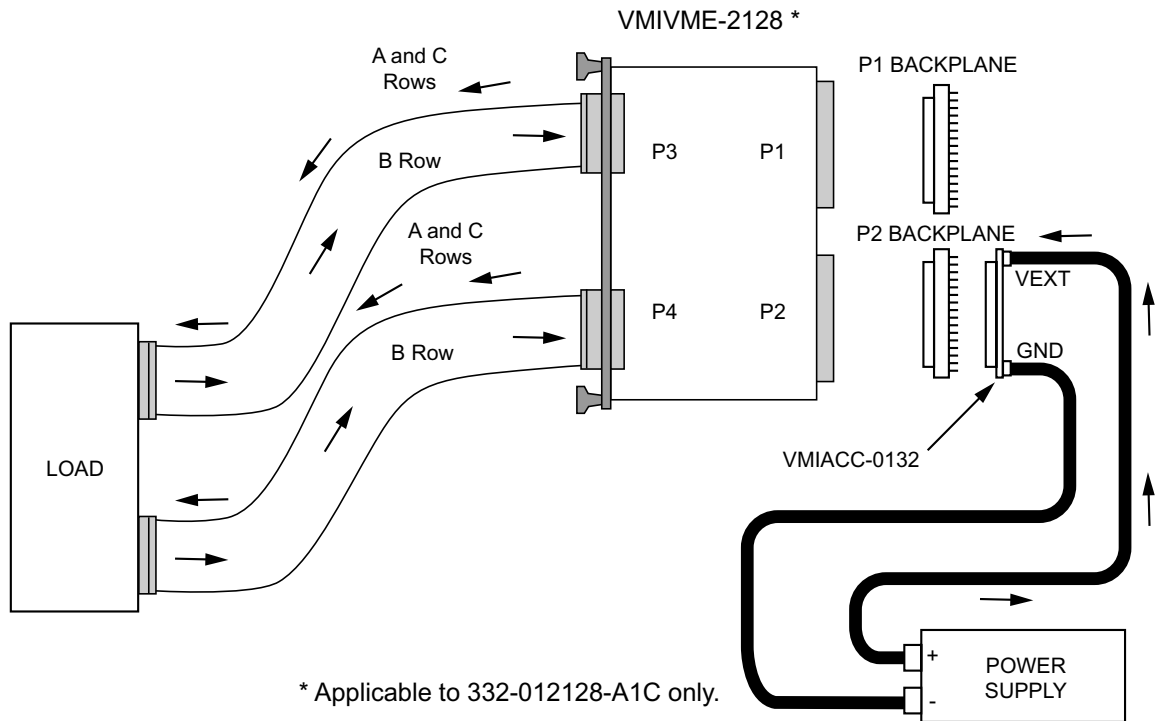 VMIVME-2128 *
A and C
Rows
P1 BACKPLANE
B Row
P3
P1
A and C
Rows
P2 BACKPLANE
VEXT
P4
P2
B Row
GND
LOAD
VMIACC-0132
+
POWER
SUPPLY
-
* Applicable to 332-012128-A1C only.